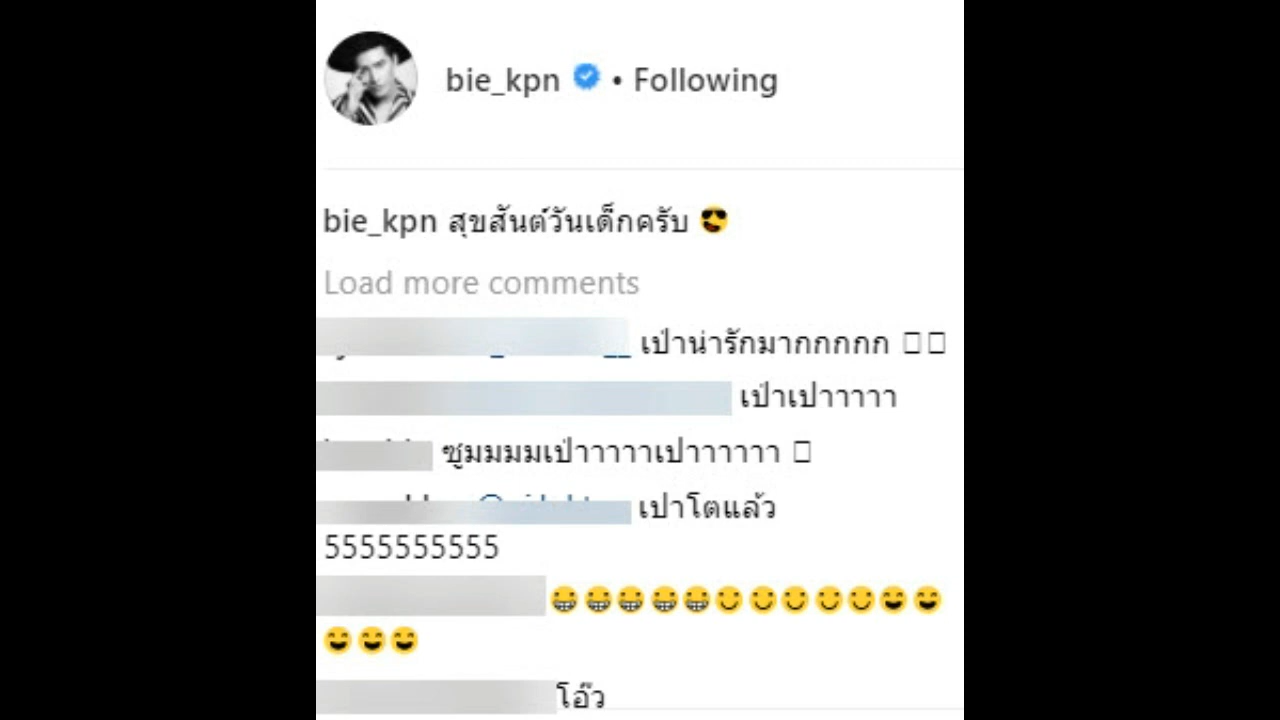 bie_kpn • Following
bie_kpn สุขสันต์วันเด็กครับ 😎
Load more comments
เป่าน่ารักมากกกกก
เป่าเปาาาาา
ซูมมมมเป่าาาาาเปาาาาาา
เปาโตแล้ว
5555555555
โอ๊ว